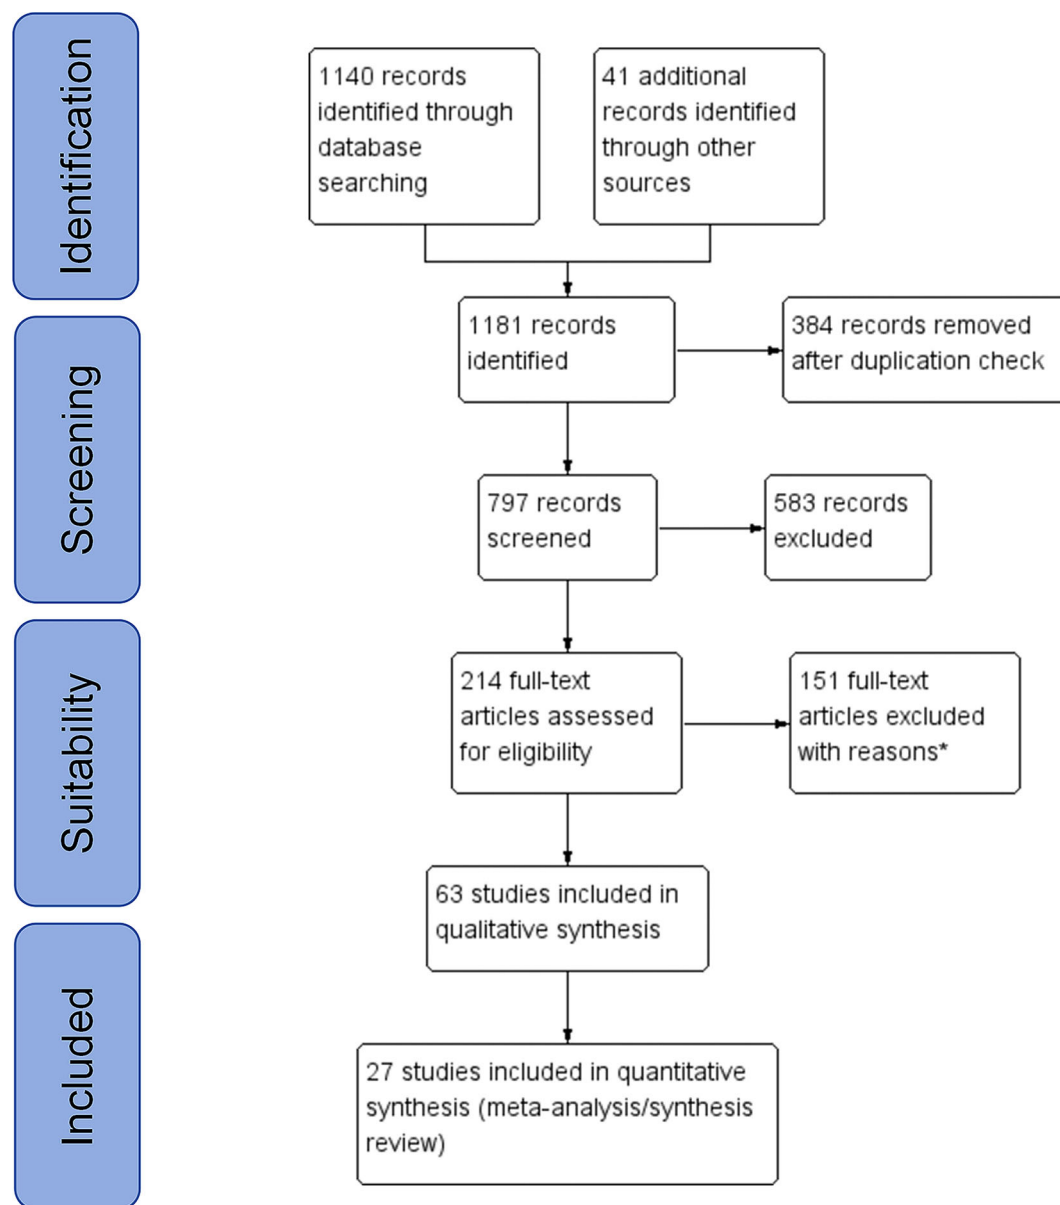 Identification
1140 records
identified through
database
searching
41 additional
records identified
through other
sources
Screening
1181 records
identified
384 records removed
after duplication check
797 records
screened
583 records
excluded
Suitability
214 full-text
articles assessed
for eligibility
151 full-text
articles excluded
with reasons*
63 studies included in
qualitative synthesis
Included
27 studies included in quantitative
synthesis (meta-analysis/synthesis
review)